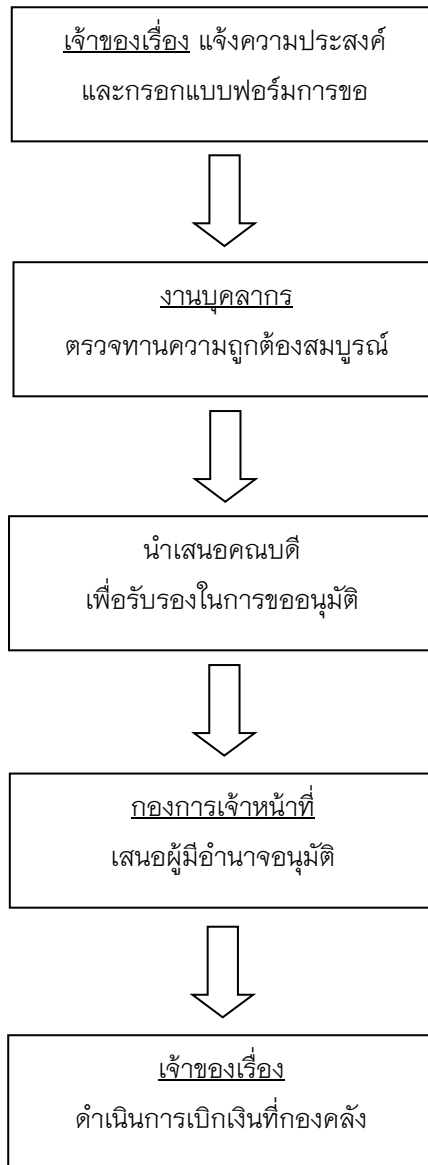 เจ้าของเรื่อง แจ้งความประสงค์
และกรอกแบบฟอร์มการขอ
งานบุคลากร
ตรวจทานความถูกต้องสมบูรณ์
นำเสนอคณบดี
เพื่อรับรองในการขออนุมัติ
กองการเจ้าหน้าที่
เสนอผู้มีอำนาจอนุมัติ
เจ้าของเรื่อง
ดำเนินการเบิกเงินที่กองคลัง